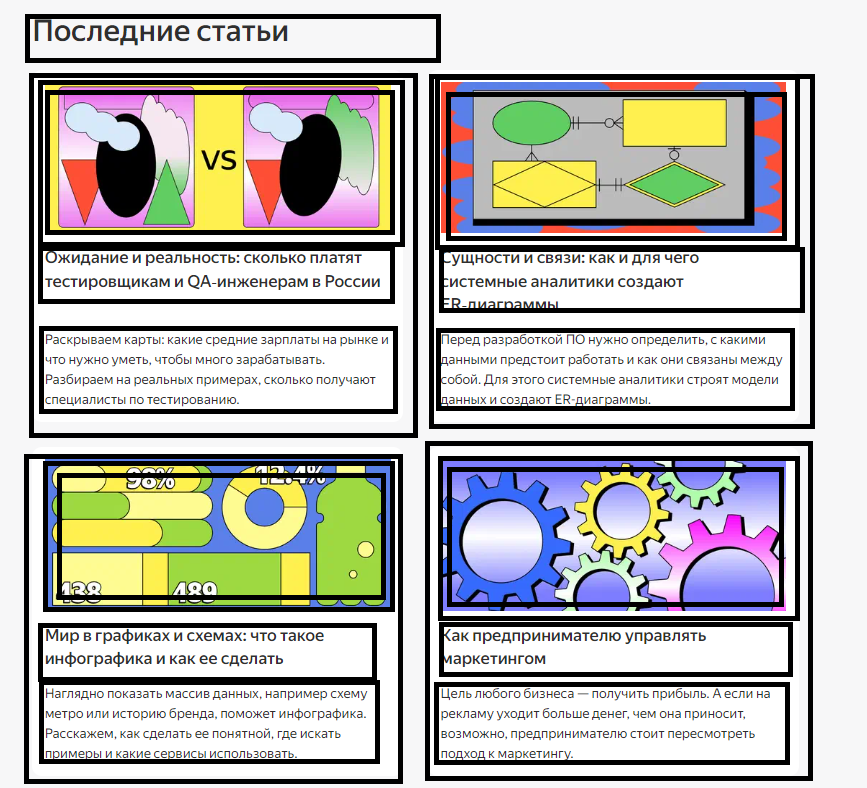 Последние статьи
vs
Ожидание и реальность: сколько платят
тестировщикам и QA-инженерам в России
Раскрываем карты: какие средние зарплаты на рынке и
что нужно уметь, чтобы много зарабатывать.
Разбираем на реальных примерах, сколько получают
специалисты по тестированию.
Сущности и связи: как и для чего
системные аналитики создают
ER-диаграммы
Перед разработкой ПО нужно определить, с какими
данными предстоит работать и как они связаны между
собой. Для этого системные аналитики строят модели
данных и создают ER-диаграммы.
98%
12.4%
438
489
Мир в графиках и схемах: что такое
инфографика и как ее сделать
Наглядно показать массив данных, например схему
метро или историю бренда, поможет инфографика.
Расскажем, как сделать ее понятной, где искать
примеры и какие сервисы использовать.
Как предпринимателю управлять
маркетингом
Цель любого бизнеса — получить прибыль. А если на
рекламу уходит больше денег, чем она приносит,
возможно, предпринимателю стоит пересмотреть
подход к маркетингу.